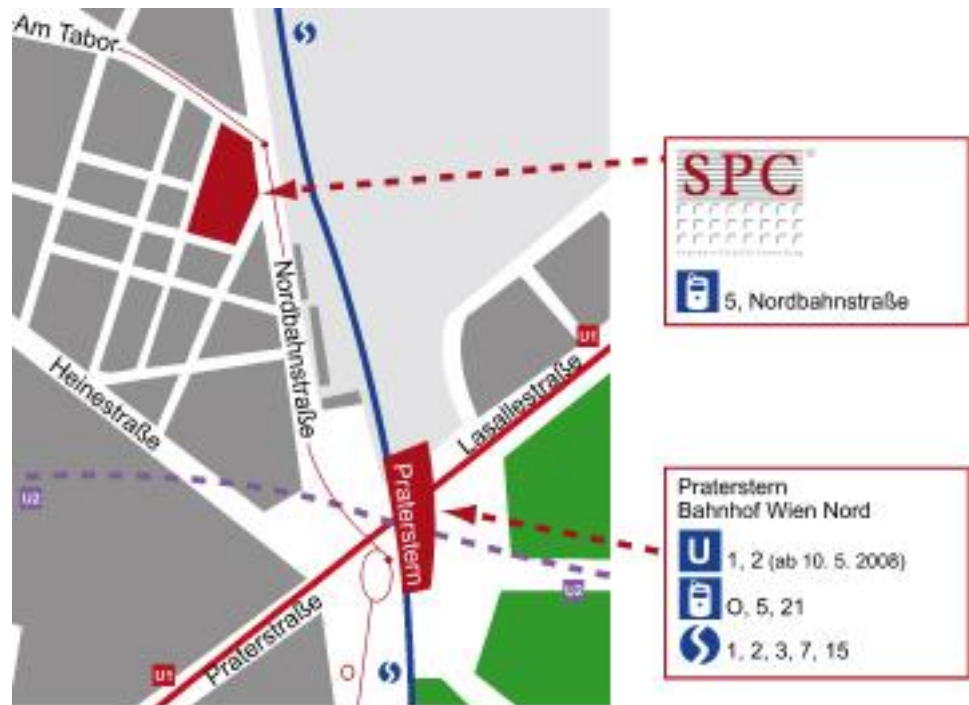 Am Tabor
Nordbahnstraße
Heinestraße
Lasallestraße
U1
U2
Praterstern
U2
Praterstraße
U1
O
SPC
5, Nordbahnstraße
Praterstern
Bahnhof Wien Nord
U 1, 2 (ab 10. 5. 2008)
O, 5, 21
1, 2, 3, 7, 15